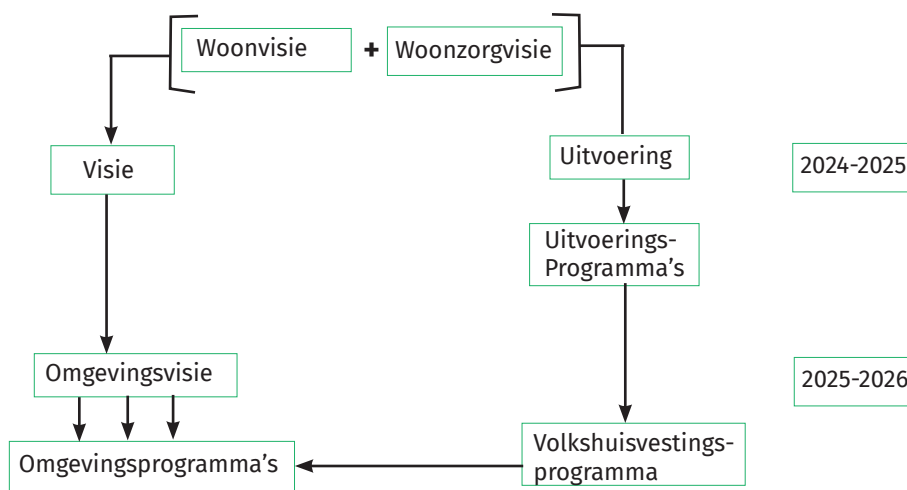 Woonvisie + Woonzorgvisie
Visie
Uitvoering
2024-2025
Uitvoerings-
Programma's
Omgevingsvisie
2025-2026
Volkshuisvestings-
programma
Omgevingsprogramma's